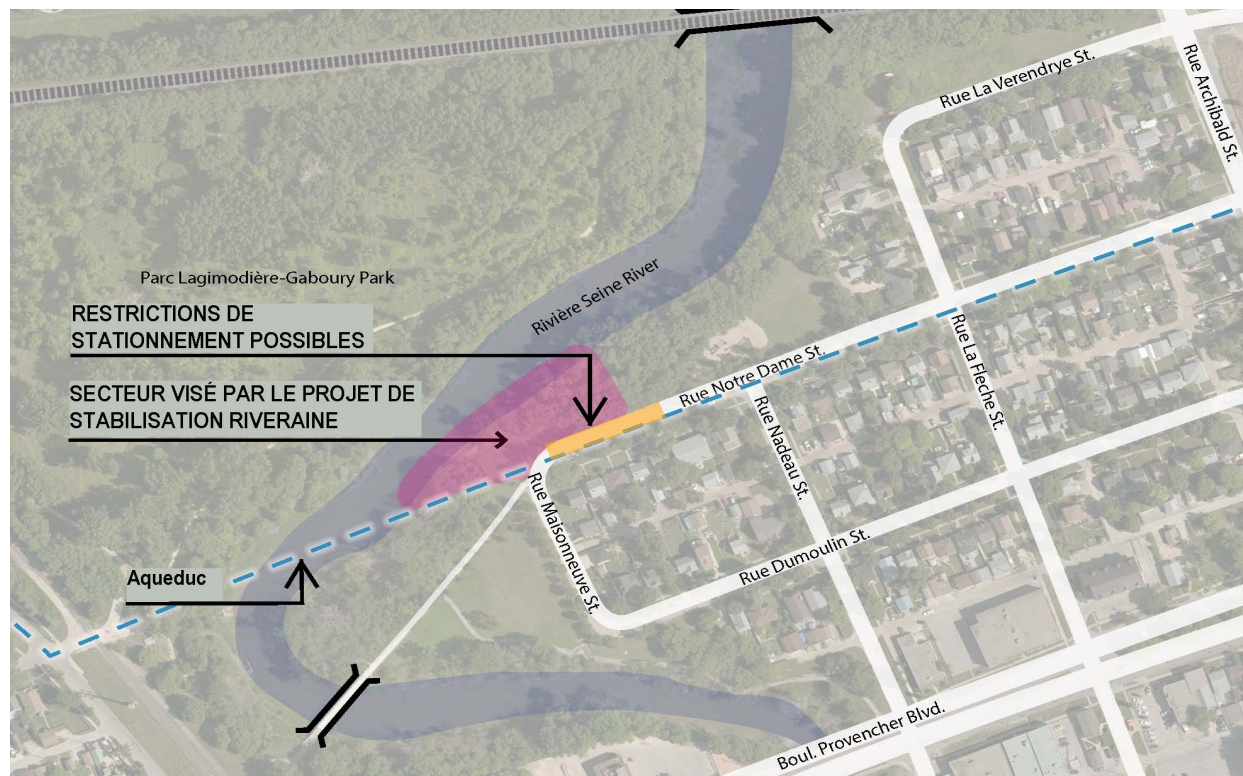 Rue La Verendrye St.
Rue Archibald St.
Parc Lagimodière-Gaboury Park
Rivière Seine River
RESTRICTIONS DE
STATIONNEMENT POSSIBLES
SECTEUR VISÉ PAR LE PROJET DE
STABILISATION RIVERAINE
Rue Notre Dame St.
Rue La Fleche St.
Rue Nadeau St.
Rue Maisonneuve St.
Rue Dumoulin St.
Aqueduc
Boul. Provencher Blvd.